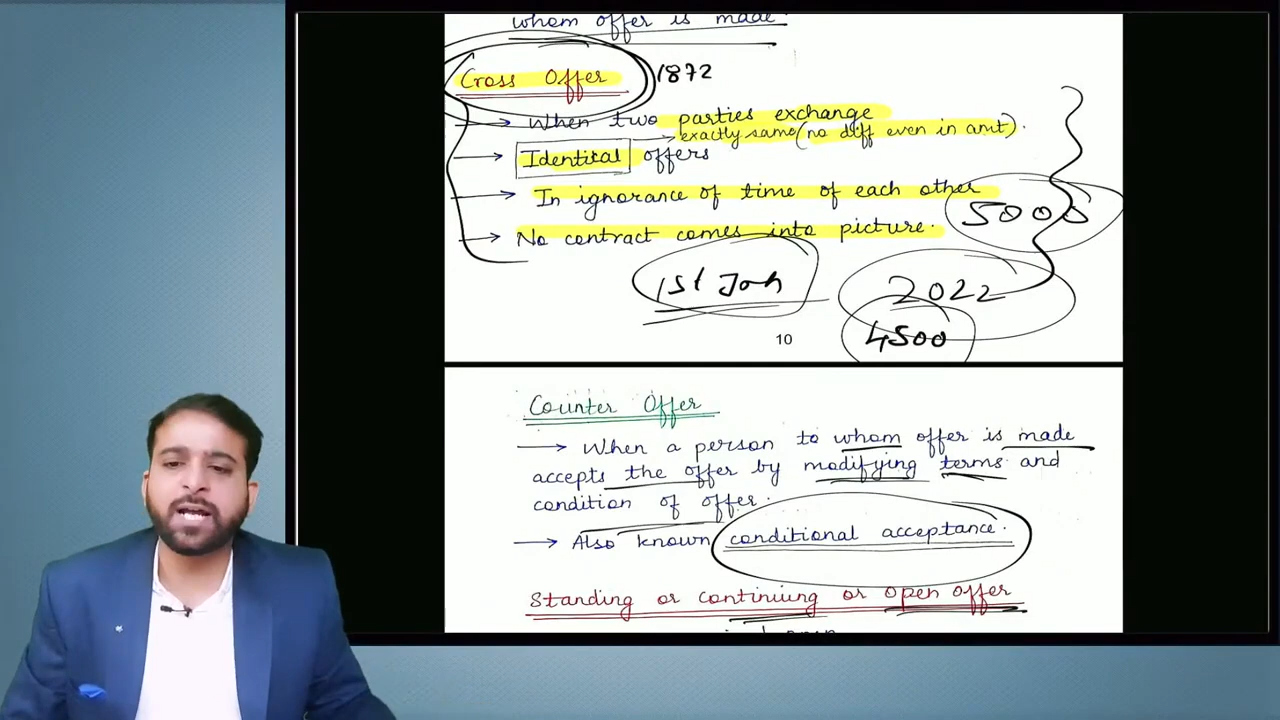 whom offer is made.
Cross Offer 1872
→ When two parties exchange
→ exactly same (no diff even in amt).
→ Identical offers
→ In ignorance of time of each other
5000
→ No contract comes into picture.
1st Jan
2022
4500
10
Counter Offer
→ When a person to whom offer is made
accepts the offer by modifying terms and
condition of offer.
→ Also known conditional acceptance.
Standing or continuing or open offer